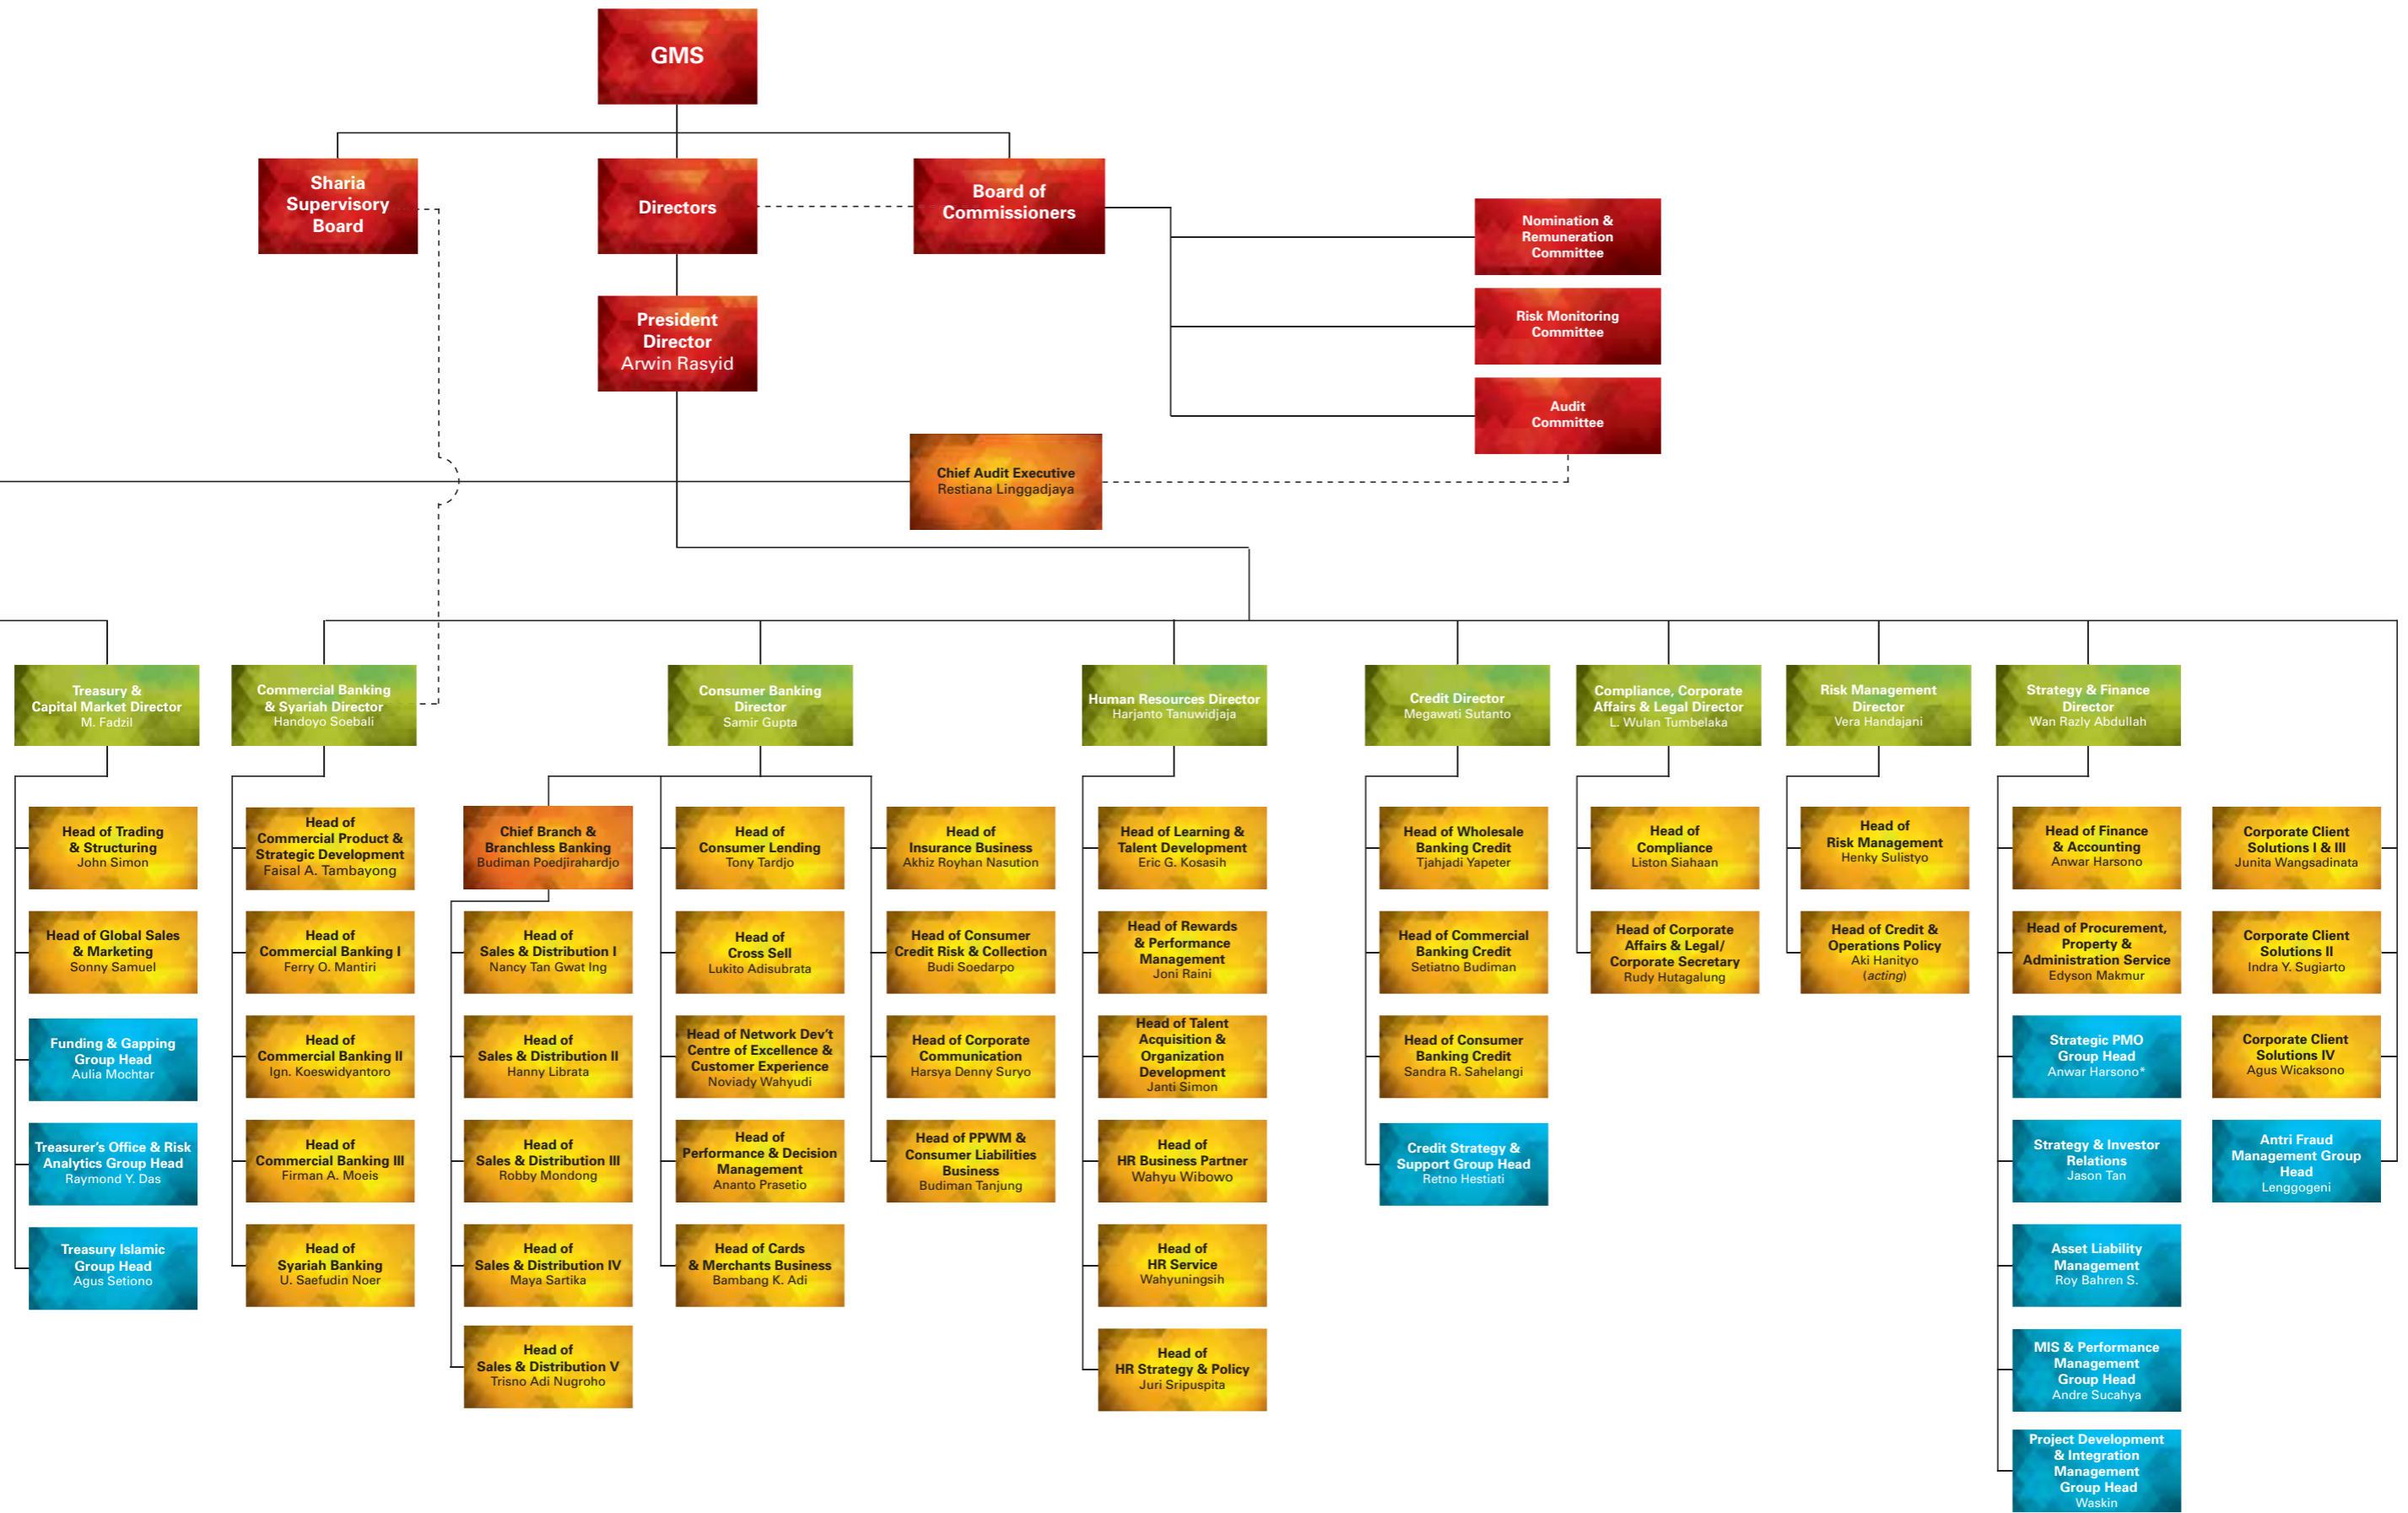 GMS
Sharia
Supervisory
Board
Directors
Board of
Commissioners
Nomination &
Remuneration
Committee
Risk Monitoring
Committee
Audit
Committee
President
Director
Arwin Rasyid
Chief Audit Executive
Restiana Linggadjaya
Treasury &
Capital Market Director
M. Fadzil
Commercial Banking
& Syariah Director
Handoyo Soebali
Consumer Banking
Director
Samir Gupta
Human Resources Director
Harjanto Tanuwidjaja
Credit Director
Megawati Sutanto
Compliance, Corporate
Affairs & Legal Director
L. Wulan Tumbelaka
Risk Management
Director
Vera Handajani
Strategy & Finance
Director
Wan Razly Abdullah
Head of Trading
& Structuring
John Simon
Head of Global Sales
& Marketing
Sonny Samuel
Funding & Gapping
Group Head
Aulia Mochtar
Treasurer's Office & Risk
Analytics Group Head
Raymond Y. Das
Treasury Islamic
Group Head
Agus Setiono
Head of
Commercial Product &
Strategic Development
Faisal A. Tambayong
Head of
Commercial Banking I
Ferry O. Mantiri
Head of
Commercial Banking II
Ign. Koeswidyantoro
Head of
Commercial Banking III
Firman A. Moeis
Head of
Syariah Banking
U. Saefudin Noer
Chief Branch &
Branchless Banking
Budiman Poedjirahardjo
Head of
Sales & Distribution I
Nancy Tan Gwat Ing
Head of
Sales & Distribution II
Hanny Librata
Head of
Sales & Distribution III
Robby Mondong
Head of
Sales & Distribution IV
Maya Sartika
Head of
Sales & Distribution V
Trisno Adi Nugroho
Head of
Consumer Lending
Tony Tardjo
Head of
Cross Sell
Lukito Adisubrata
Head of Network Dev't
Centre of Excellence &
Customer Experience
Noviady Wahyudi
Head of
Performance & Decision
Management
Ananto Prasetio
Head of Cards
& Merchants Business
Bambang K. Adi
Head of
Insurance Business
Akhiz Royhan Nasution
Head of Consumer
Credit Risk & Collection
Budi Soedarpo
Head of Corporate
Communication
Harsya Denny Suryo
Head of PPWM &
Consumer Liabilities
Business
Budiman Tanjung
Head of Learning &
Talent Development
Eric G. Kosasih
Head of Rewards
& Performance
Management
Joni Raini
Head of Talent
Acquisition &
Organization
Development
Janti Simon
Head of
HR Business Partner
Wahyu Wibowo
Head of
HR Service
Wahyuningsih
Head of
HR Strategy & Policy
Juri Sripuspita
Head of Wholesale
Banking Credit
Tjahjadi Yapeter
Head of Commercial
Banking Credit
Setiatno Budiman
Head of Consumer
Banking Credit
Sandra R. Sahelangi
Credit Strategy &
Support Group Head
Retno Hestiati
Head of
Compliance
Liston Siahaan
Head of Corporate
Affairs & Legal/
Corporate Secretary
Rudy Hutagalung
Head of
Risk Management
Henky Sulistyo
Head of Credit &
Operations Policy
Aki Hanityo
(acting)
Head of Finance
& Accounting
Anwar Harsono
Head of Procurement,
Property &
Administration Service
Edyson Makmur
Strategic PMO
Group Head
Anwar Harsono*
Strategy & Investor
Relations
Jason Tan
Asset Liability
Management
Roy Bahren S.
MIS & Performance
Management
Group Head
Andre Sucahya
Project Development
& Integration
Management
Group Head
Waskin
Corporate Client
Solutions I & III
Junita Wangsadinata
Corporate Client
Solutions II
Indra Y. Sugiarto
Corporate Client
Solutions IV
Agus Wicaksono
Antri Fraud
Management Group
Head
Lenggogeni